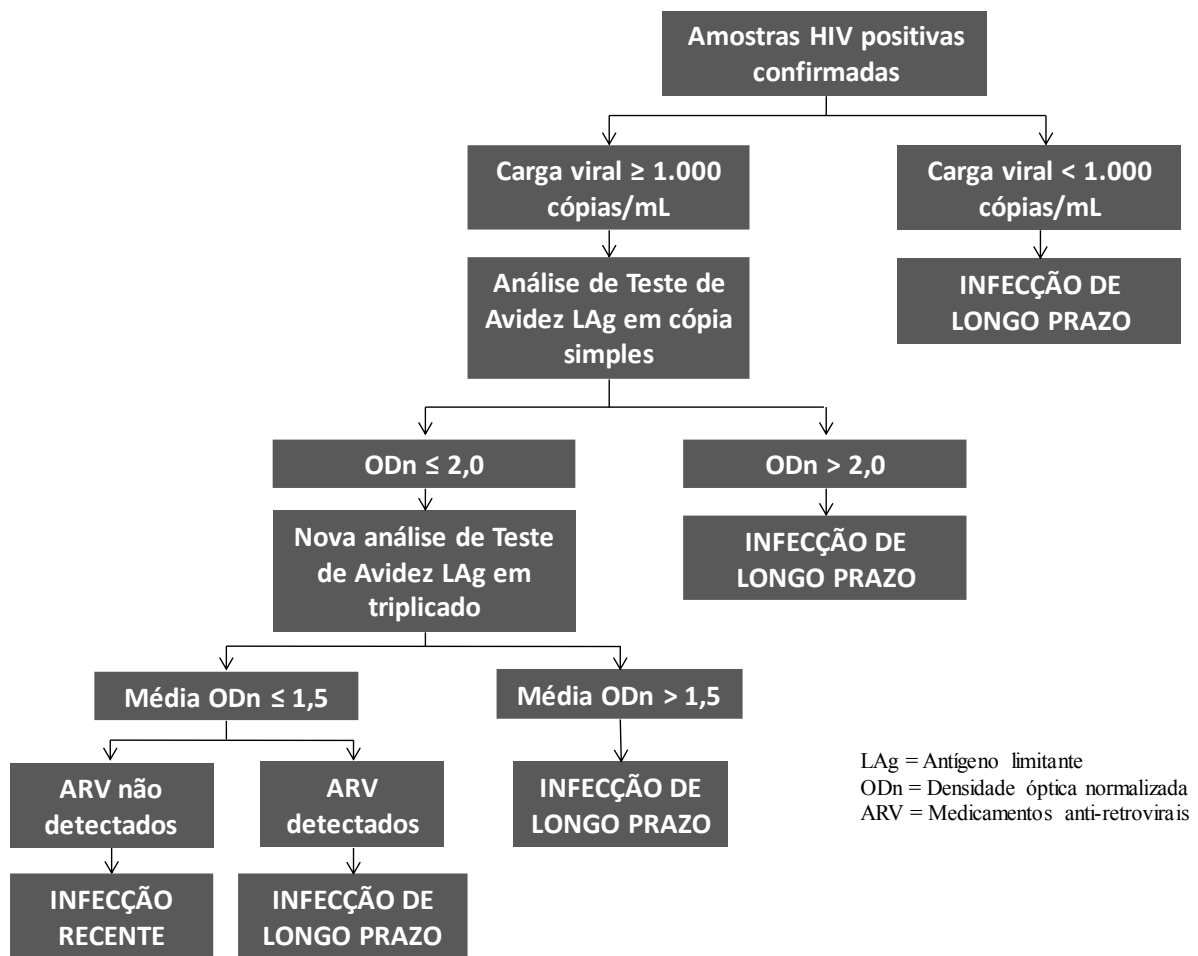 Amostras HIV positivas
confirmadas
Carga viral ≥ 1.000
cópias/mL
Carga viral < 1.000
cópias/mL
Análise de Teste de
Avidez LAg em cópia
simples
INFECÇÃO DE
LONGO PRAZO
ODn ≤ 2,0
ODn > 2,0
Nova análise de Teste
de Avidez LAg em
triplicado
INFECÇÃO DE
LONGO PRAZO
Média ODn ≤ 1,5
Média ODn > 1,5
ARV não
detectados
ARV
detectados
INFECÇÃO DE
LONGO PRAZO
INFECÇÃO
RECENTE
INFECÇÃO DE
LONGO PRAZO
LAg = Antígeno limitante
ODn = Densidade óptica normalizada
ARV = Medicamentos anti-retrovirais